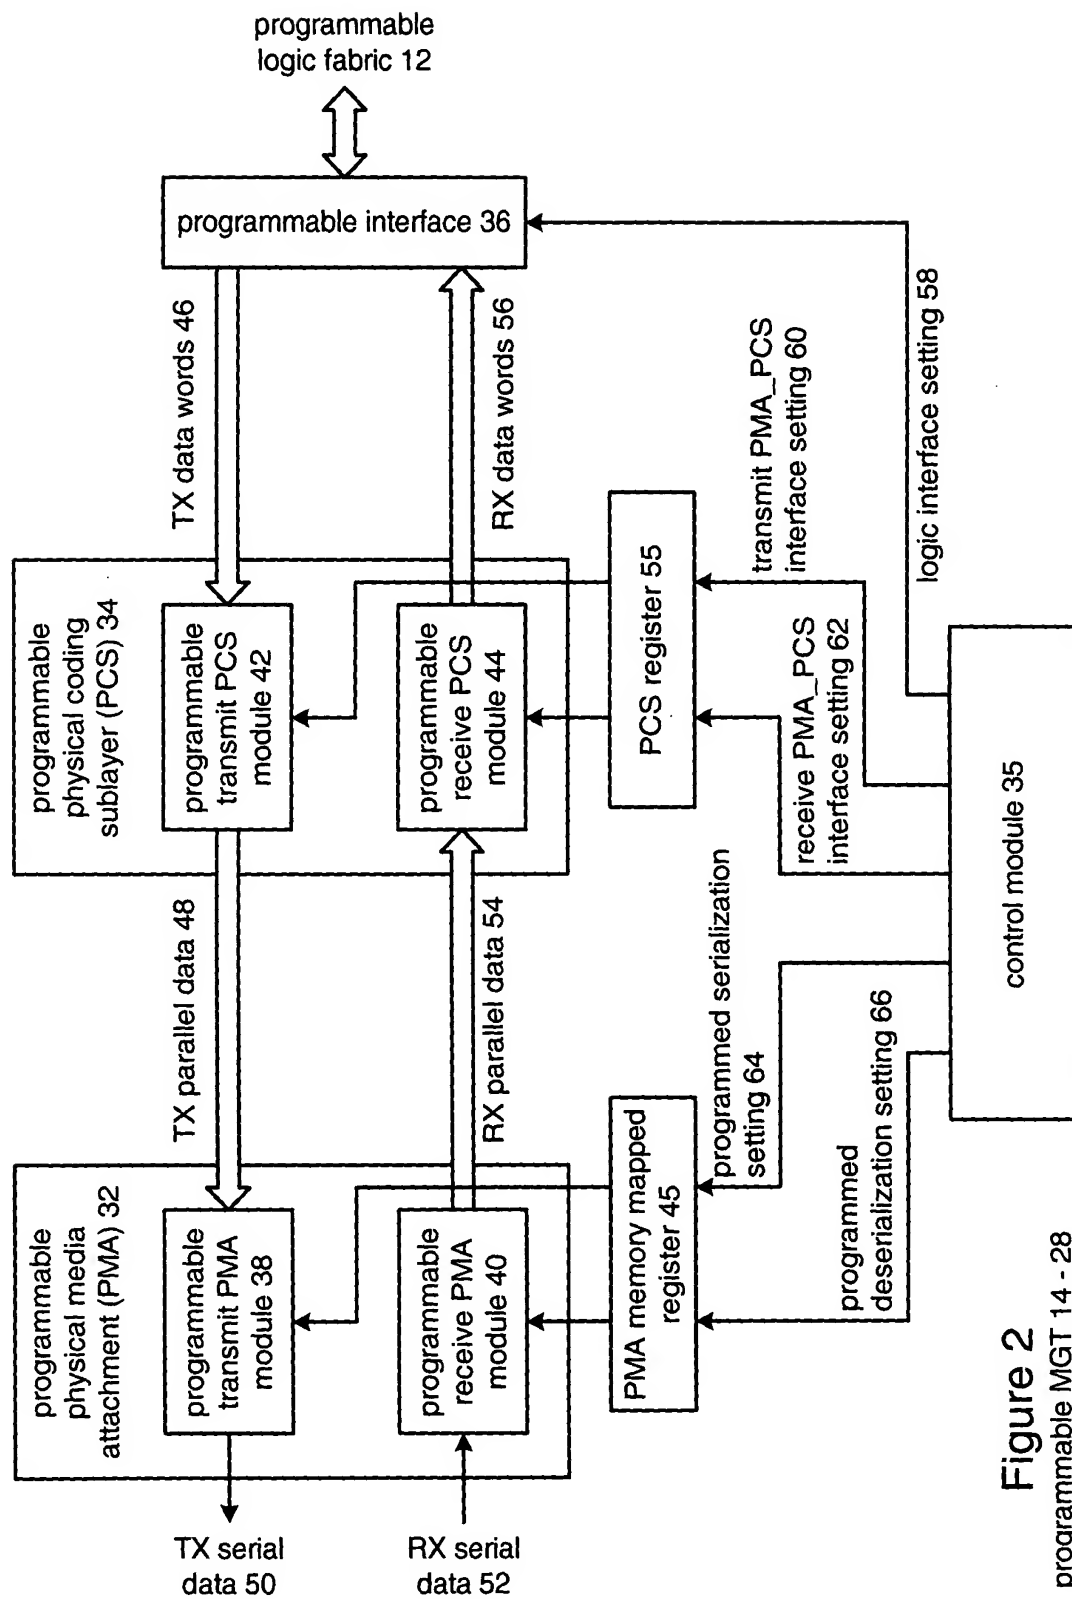 programmable
logic fabric 12
programmable interface 36
TX data words 46
RX data words 56
programmable
physical coding
sublayer (PCS) 34
programmable
transmit PCS
module 42
programmable
receive PCS
module 44
PCS register 55
transmit PMA_PCS
interface setting 60
receive PMA_PCS
interface setting 62
logic interface setting 58
TX parallel data 48
RX parallel data 54
programmable
physical media
attachment (PMA) 32
programmable
transmit PMA
module 38
programmable
receive PMA
module 40
PMA memory mapped
register 45
programmed serialization
setting 64
programmed
deserialization setting 66
control module 35
TX serial
data 50
RX serial
data 52
Figure 2
programmable MGT 14 - 28